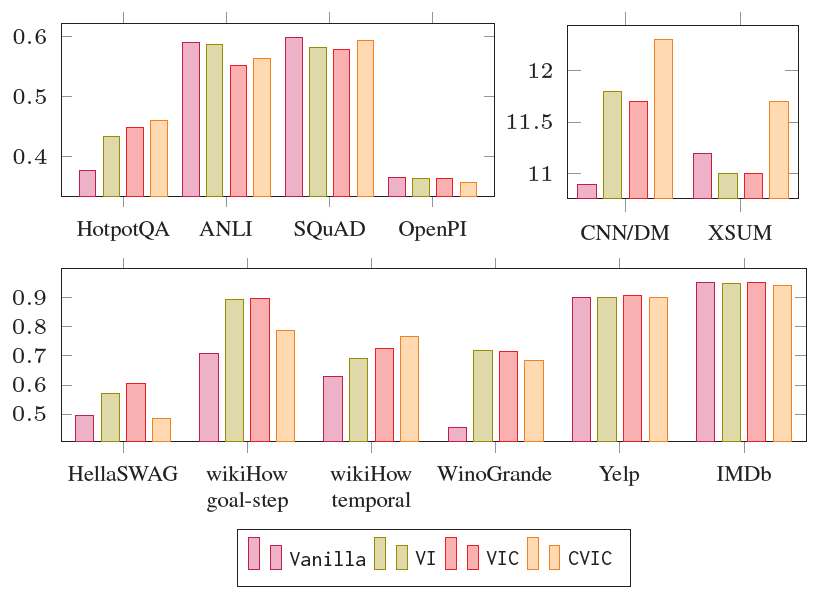 0.6
0.5
0.4
HotpotQA ANLI SQuAD OpenPI
12
11.5
11
CNN/DM XSUM
0.9
0.8
0.7
0.6
0.5
HellaSWAG wikiHow wikiHow WinoGrande Yelp IMDb
goal-step temporal
Vanilla VI VIC CVIC